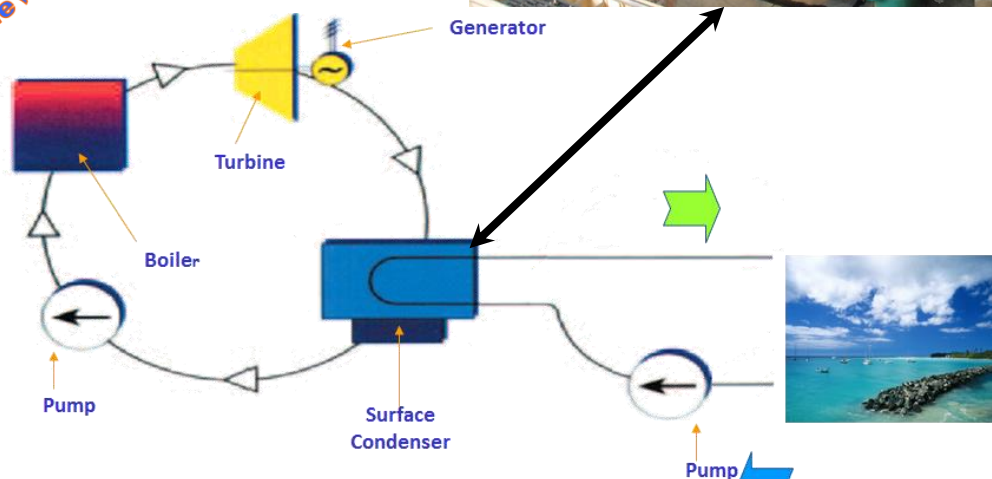 Generator
Turbine
Boiler
Pump
Surface
Condenser
Pump